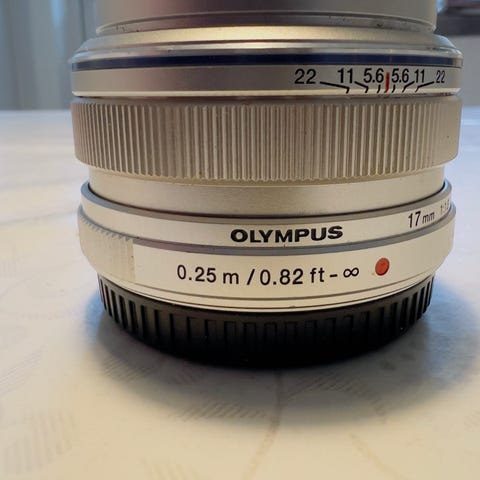 22 11 5.6 5.6 11 22
17mm
OLYMPUS
0.25 m / 0.82 ft - ∞